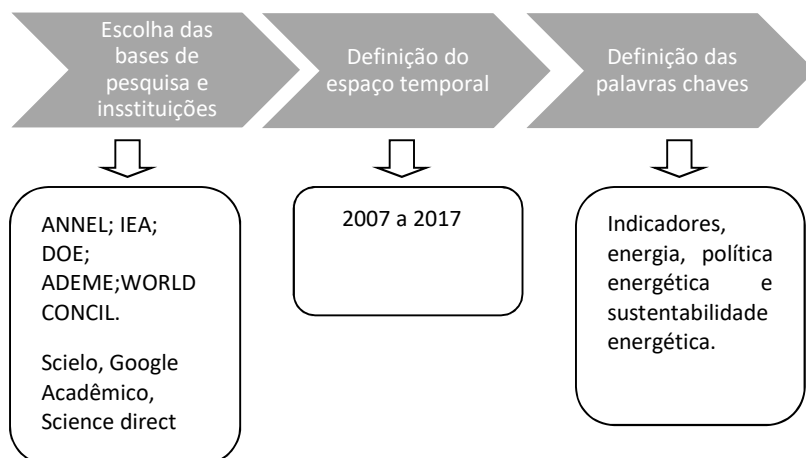 Escolha das
bases de
pesquisa e
insstituições
Definição do
espaço temporal
Definição das
palavras chaves
ANNEL; IEA;
DOE;
ADEME;WORLD
CONCIL.
Scielo, Google
Acadêmico,
Science direct
2007 a 2017
Indicadores,
energia, política
energética e
sustentabilidade
energética.